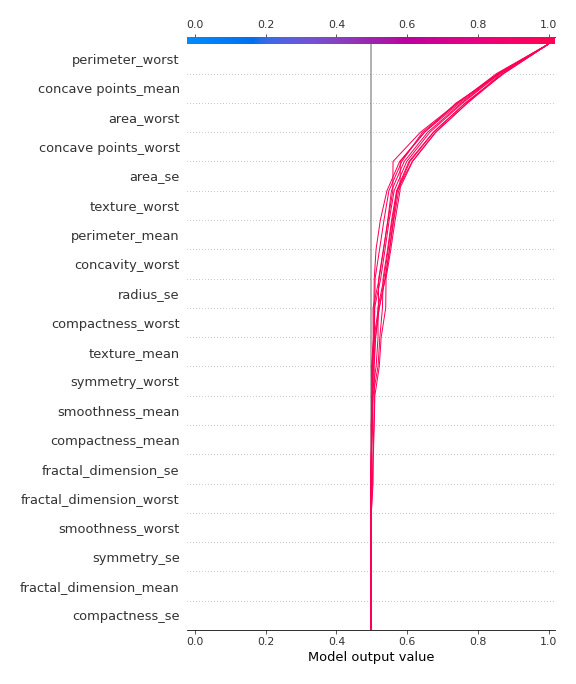 0.0 0.2 0.4 0.6 0.8 1.0
perimeter_worst
concave points_mean
area_worst
concave points_worst
area_se
texture_worst
perimeter_mean
concavity_worst
radius_se
compactness_worst
texture_mean
symmetry_worst
smoothness_mean
compactness_mean
fractal_dimension_se
fractal_dimension_worst
smoothness_worst
symmetry_se
fractal_dimension_mean
compactness_se
0.0 0.2 0.4 0.6 0.8 1.0
Model output value